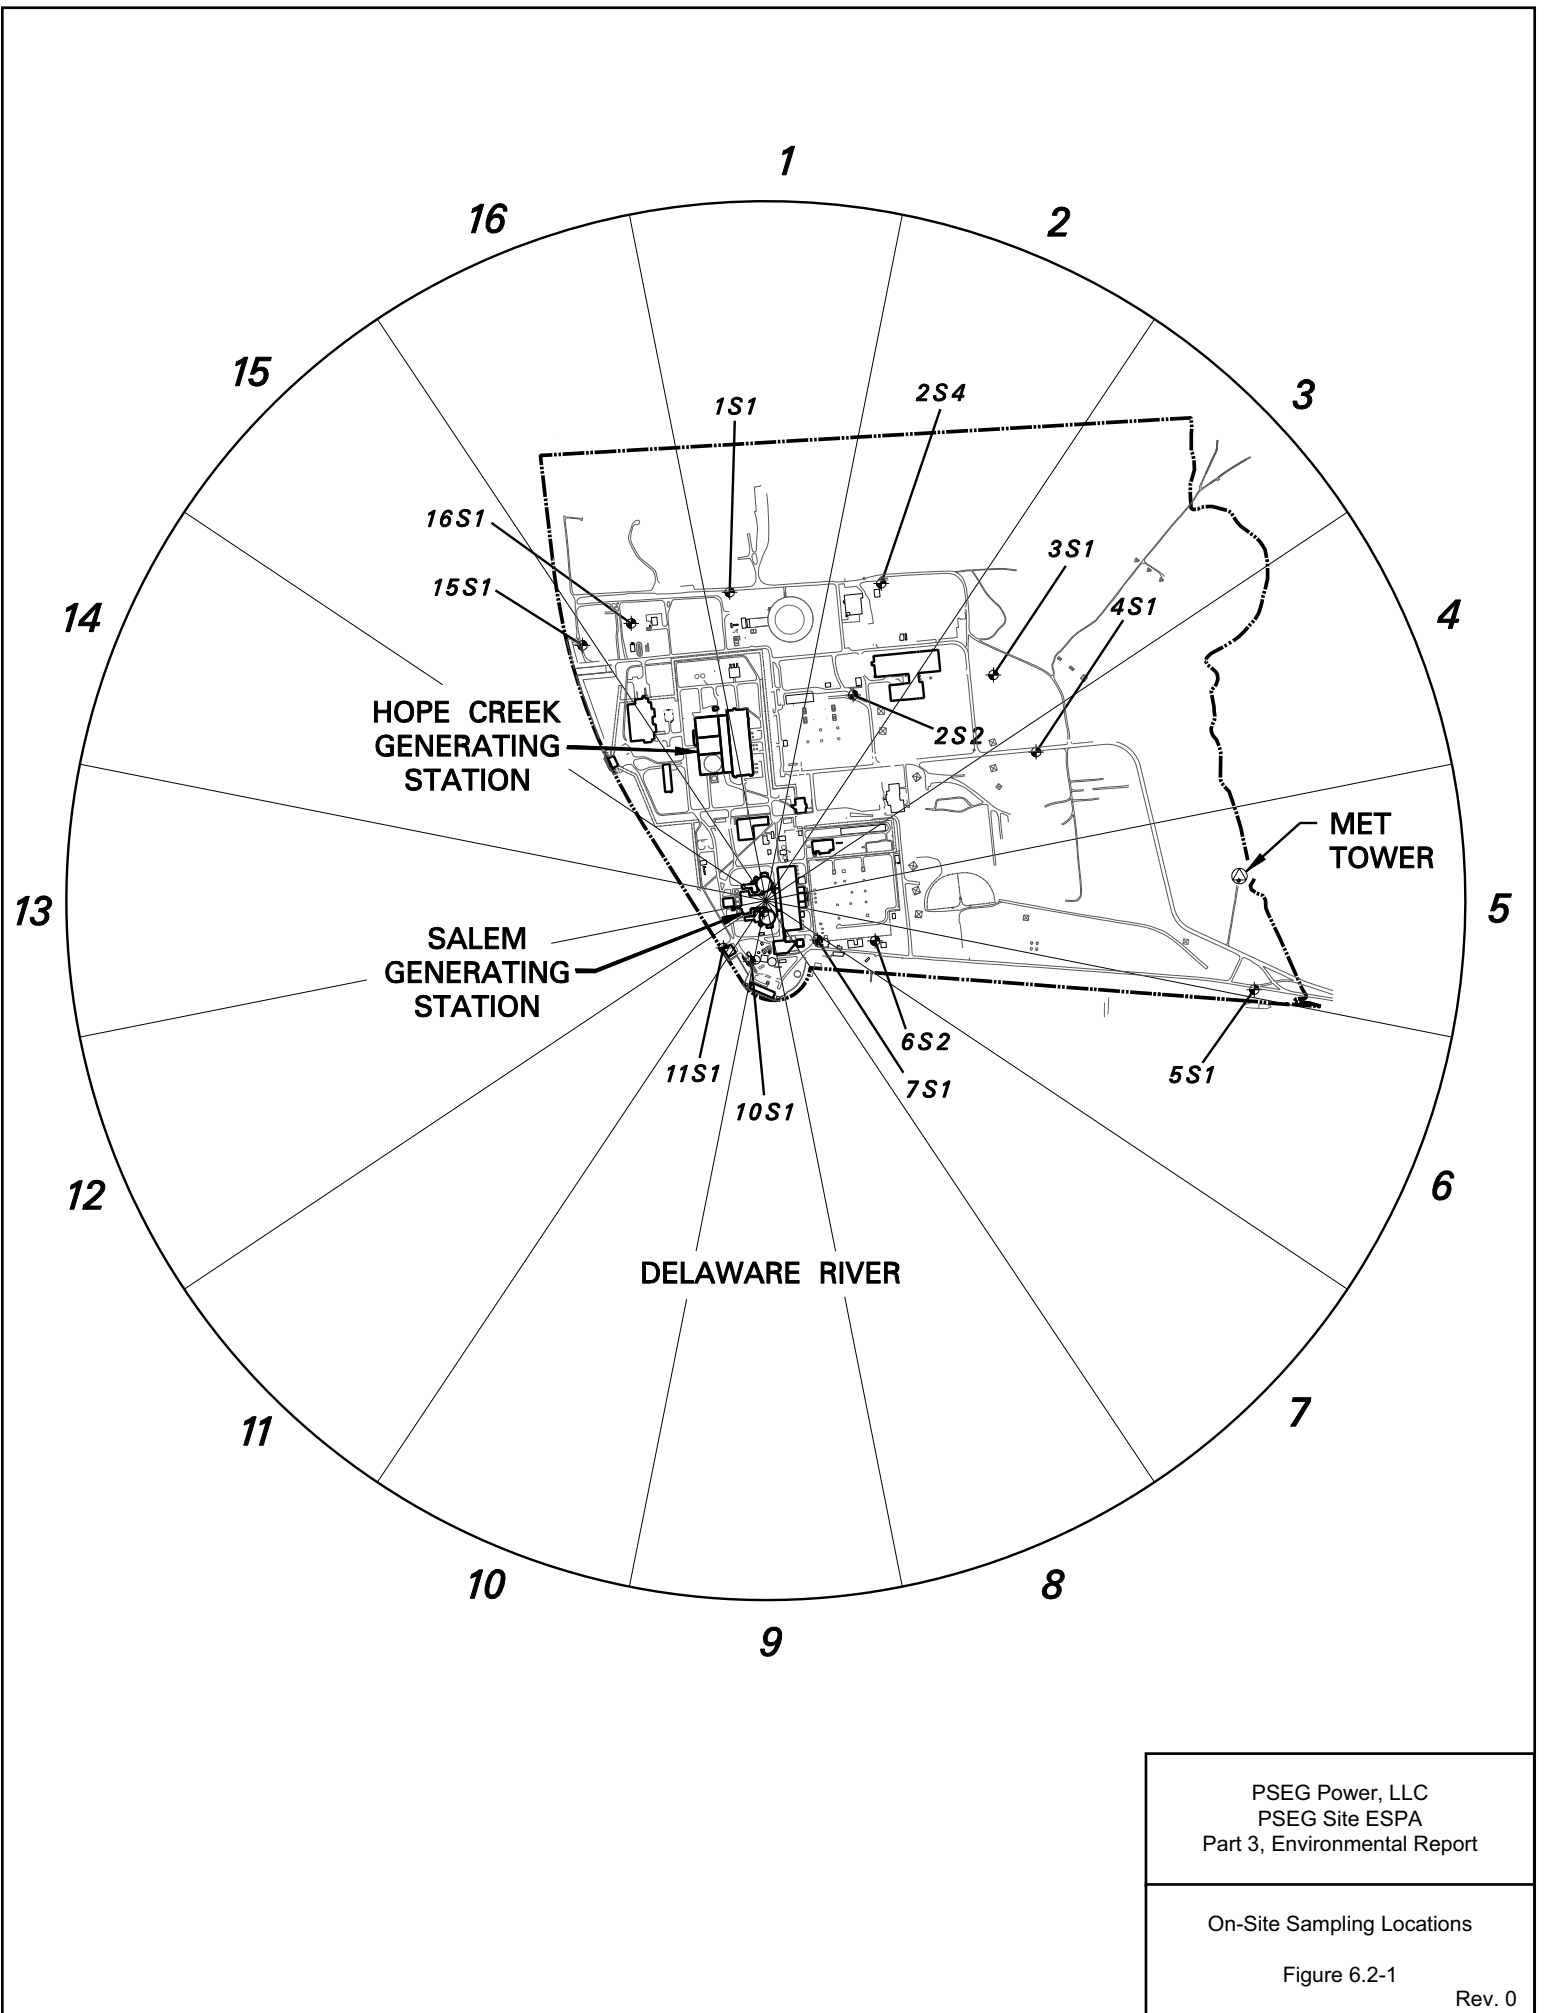 1
16
2
15
3
1S1
2S4
16S1
3S1
15S1
4S1
14
4
HOPE CREEK
GENERATING
STATION
2S2
MET
TOWER
13
5
SALEM
GENERATING
STATION
6S2
11S1
7S1
5S1
10S1
12
6
DELAWARE RIVER
11
7
10
8
9
PSEG Power, LLC
PSEG Site ESPA
Part 3, Environmental Report
On-Site Sampling Locations
Figure 6.2-1
Rev. 0